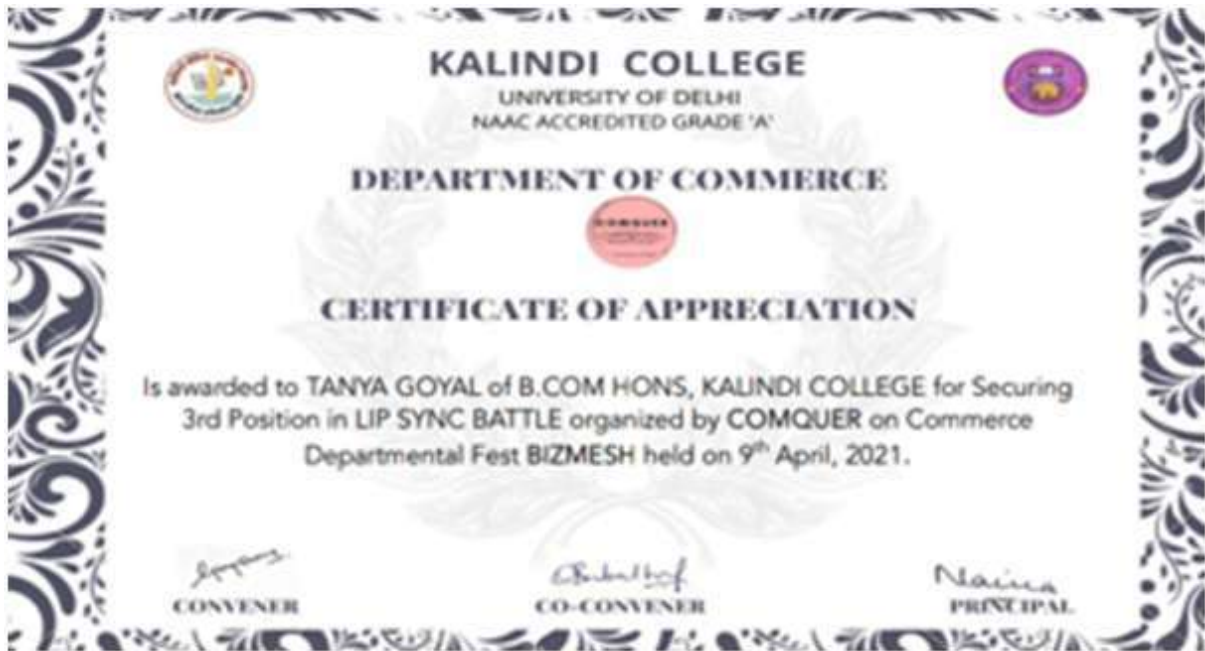 KALINDI COLLEGE
UNIVERSITY OF DELHI
NAAC ACCREDITED GRADE 'A'
DEPARTMENT OF COMMERCE
COMQUER
CERTIFICATE OF APPRECIATION
Is awarded to TANYA GOYAL of B.COM HONS, KALINDI COLLEGE for Securing
3rd Position in LIP SYNC BATTLE organized by COMQUER on Commerce
Departmental Fest BIZMESH held on 9th April, 2021.
Naina
CONVENER CO-CONVENER PRINCIPAL